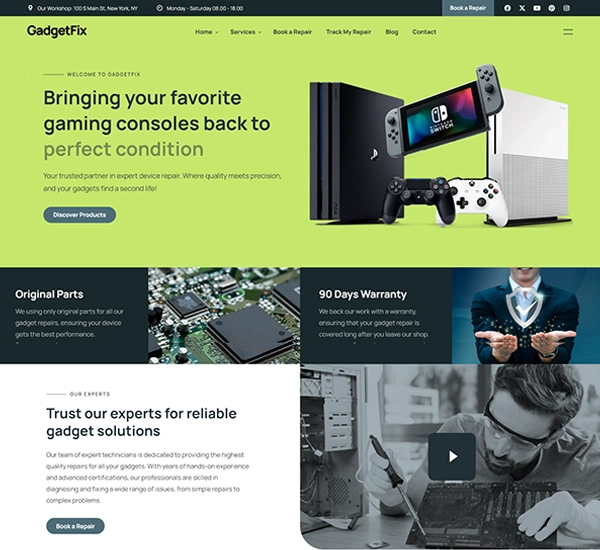 Our Workshop: 100 S Main St, New York, NY
Monday - Saturday 08.00 - 18.00
Book a Repair
GadgetFix
Home
Services
Book a Repair
Track My Repair
Blog
Contact
WELCOME TO GADGETFIX
Bringing your favorite
gaming consoles back to
perfect condition
Your trusted partner in expert device repair. Where quality meets precision,
and your gadgets find a second life!
Discover Products
NINTENDO
SWITCH
Original Parts
We using only original parts for all our
gadget repairs, ensuring your device
gets the best performance.
90 Days Warranty
We back our work with a warranty,
ensuring that your gadget repair is
covered long after you leave our shop.
OUR EXPERTS
Trust our experts for reliable
gadget solutions
Our team of expert technicians is dedicated to providing the highest
quality repairs for all your gadgets. With years of hands-on experience
and advanced certifications, our professionals are skilled in
diagnosing and fixing a wide range of issues, from simple repairs to
complex problems.
Book a Repair